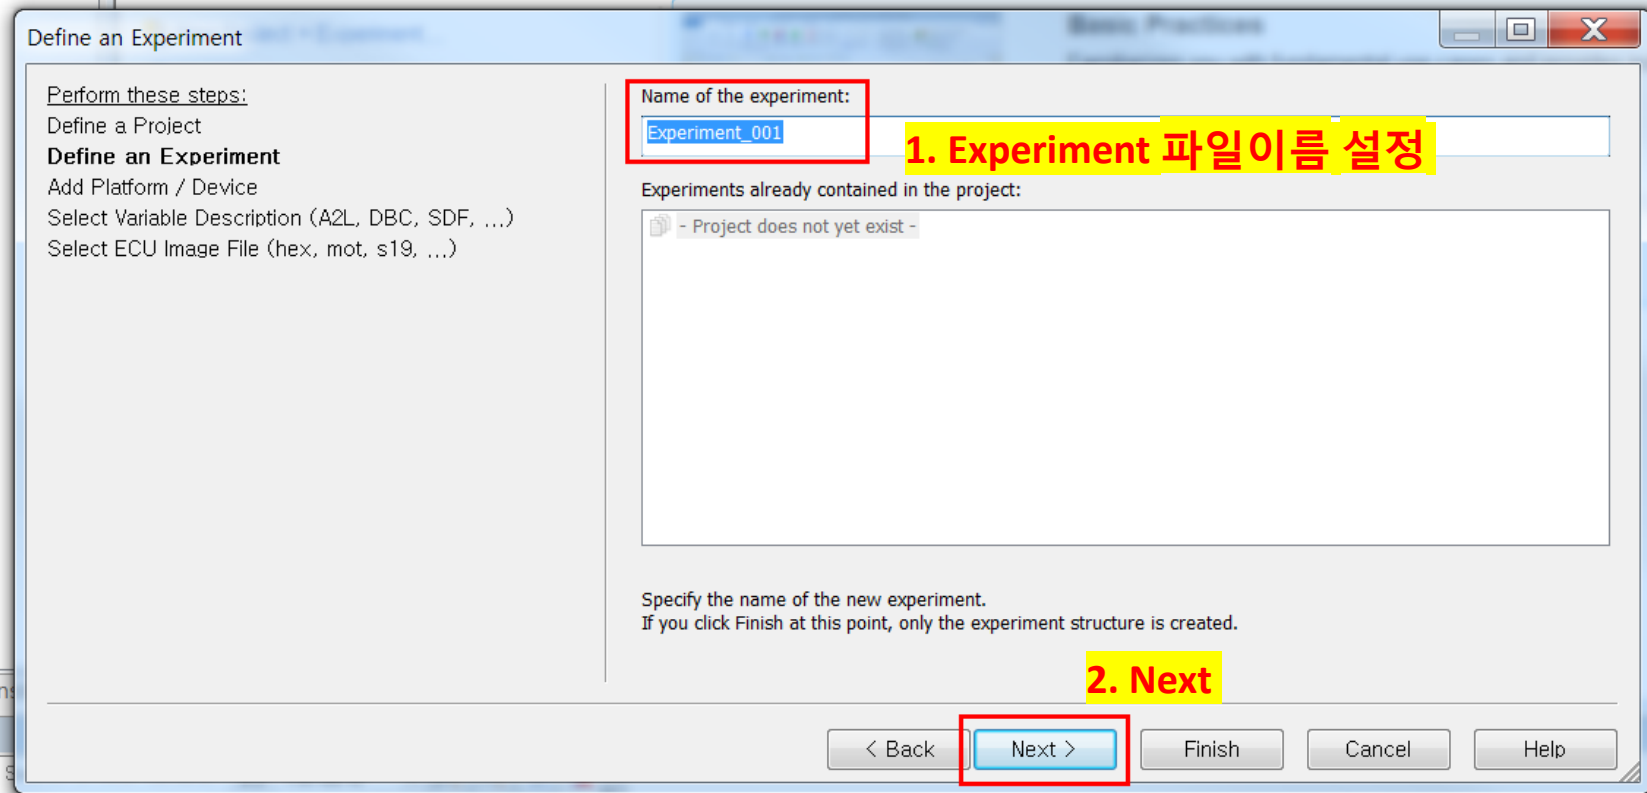 Basic Practices
Define an Experiment
Perform these steps:
Define a Project
Define an Experiment
Add Platform / Device
Select Variable Description (A2L, DBC, SDF, ...)
Select ECU Image File (hex, mot, s19, ...)
Name of the experiment:
Experiment_001
1. Experiment 파일이름 설정
Experiments already contained in the project:
- Project does not yet exist -
Specify the name of the new experiment.
If you click Finish at this point, only the experiment structure is created.
2. Next
< Back
Next >
Finish
Cancel
Help